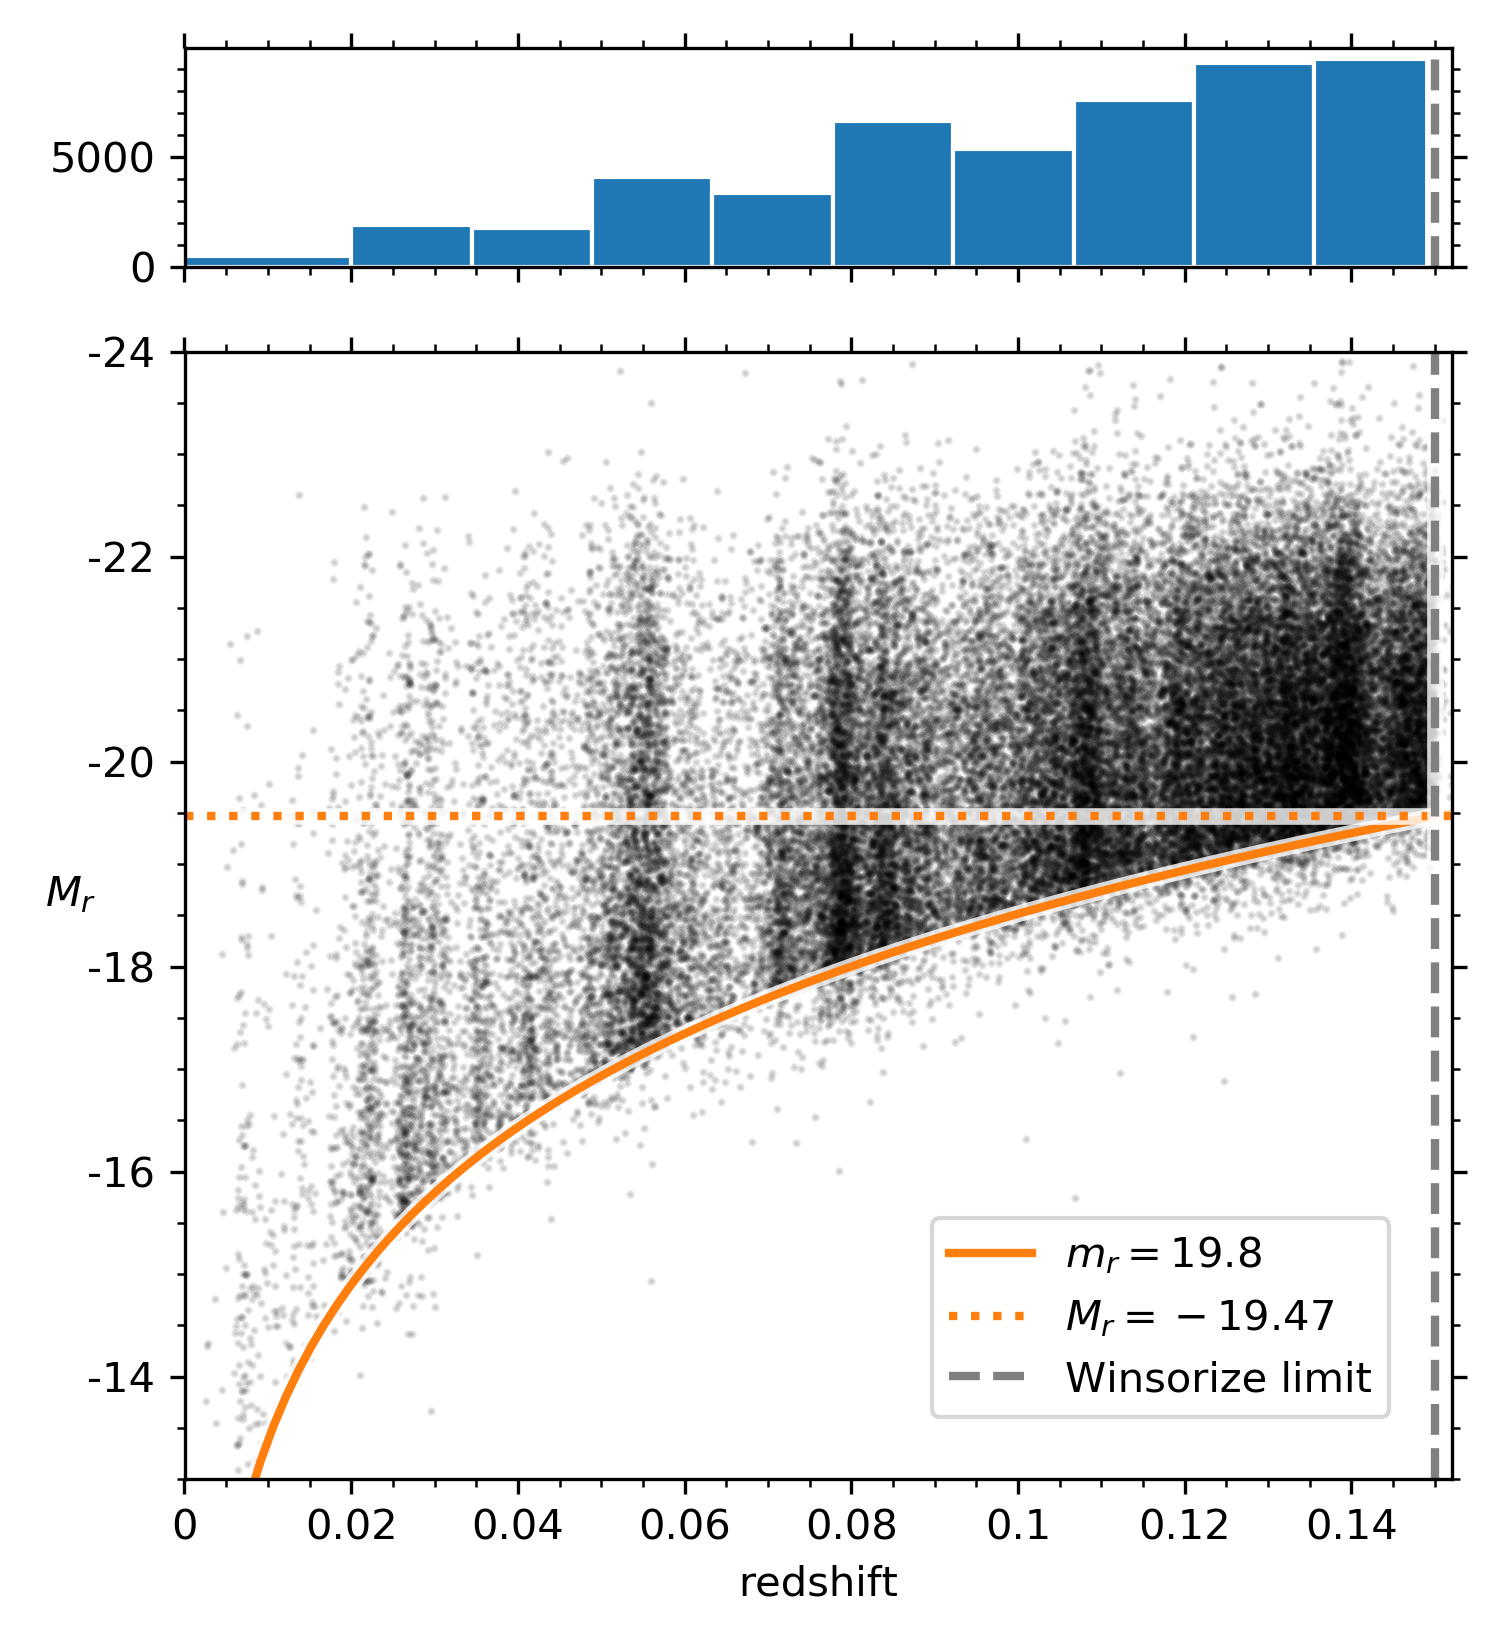 5000
0
-24
-22
-20
M_r
-18
-16
-14
m_r = 19.8
M_r = − 19.47
Winsorize limit
0 0.02 0.04 0.06 0.08 0.1 0.12 0.14
redshift